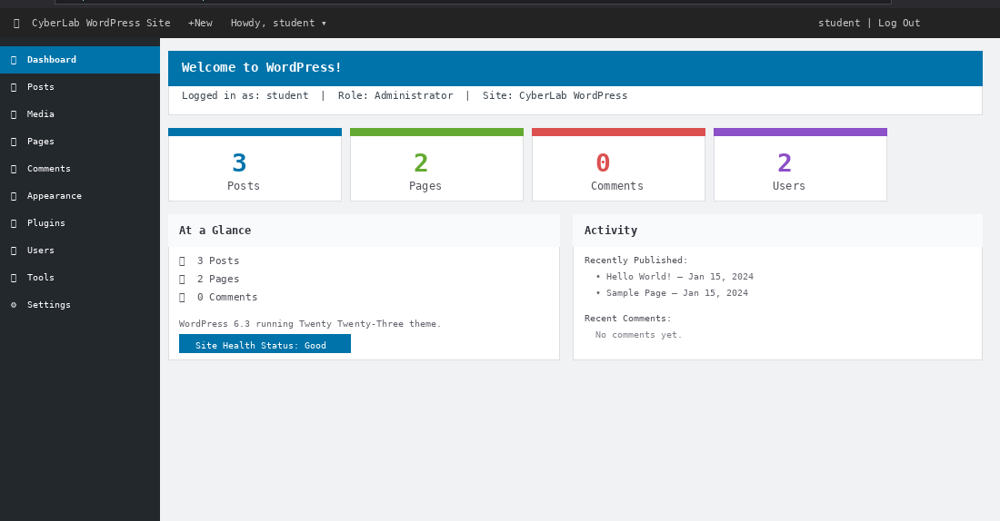 CyberLab WordPress Site +New Howdy, student ▾ student | Log Out
Dashboard
Posts
Media
Pages
Comments
Appearance
Plugins
Users
Tools
⚙ Settings
Welcome to WordPress!
Logged in as: student | Role: Administrator | Site: CyberLab WordPress
3
Posts
2
Pages
0
Comments
2
Users
At a Glance
3 Posts
2 Pages
0 Comments
WordPress 6.3 running Twenty Twenty-Three theme.
Site Health Status: Good
Activity
Recently Published:
• Hello World! — Jan 15, 2024
• Sample Page — Jan 15, 2024
Recent Comments:
No comments yet.